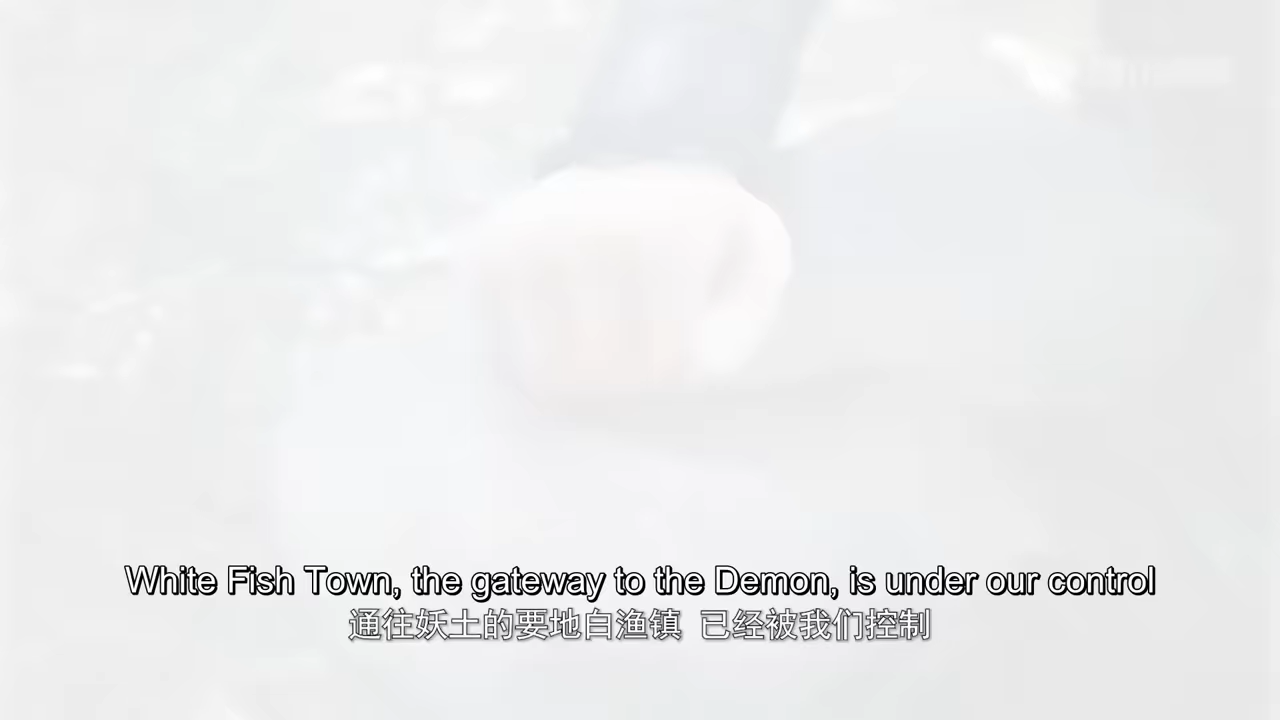 White Fish Town, the gateway to the Demon, is under our control
通往妖土的要地白渔镇 已经被我们控制